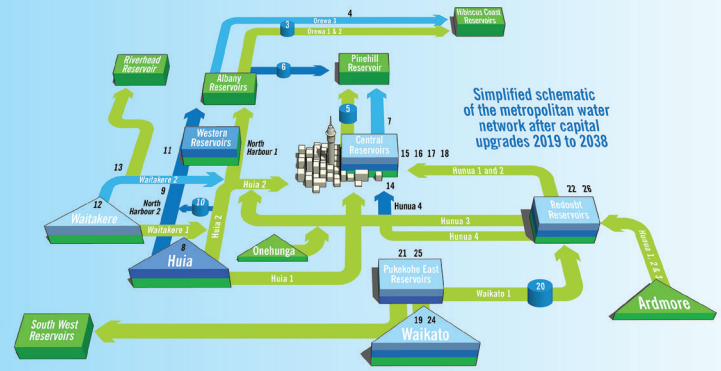 4
Orewa 3
3
Orewa 1 & 2
Hibiscus Coast
Reservoirs
Riverhead
Reservoir
Albany
Reservoirs
6
Pinehill
Reservoir
5
7
Simplified schematic
of the metropolitan water
network after capital
upgrades 2019 to 2038
Western
Reservoirs
11
North
Harbour 1
Central
Reservoirs
15 16 17 18
Hunua 1 and 2
13
Waitakere 2
Huia 2
14
Hunua 4
22 26
Redoubt
Reservoirs
12
Waitakere
9
North
Harbour 2
10
Waitakere 1
Huia 2
Hunua 3
Hunua 4
Hunua 1, 2 & 3
8
Huia
Onehunga
Huia 1
21 25
Pukekohe East
Reservoirs
Waikato 1
20
Ardmore
South West
Reservoirs
19 24
Waikato